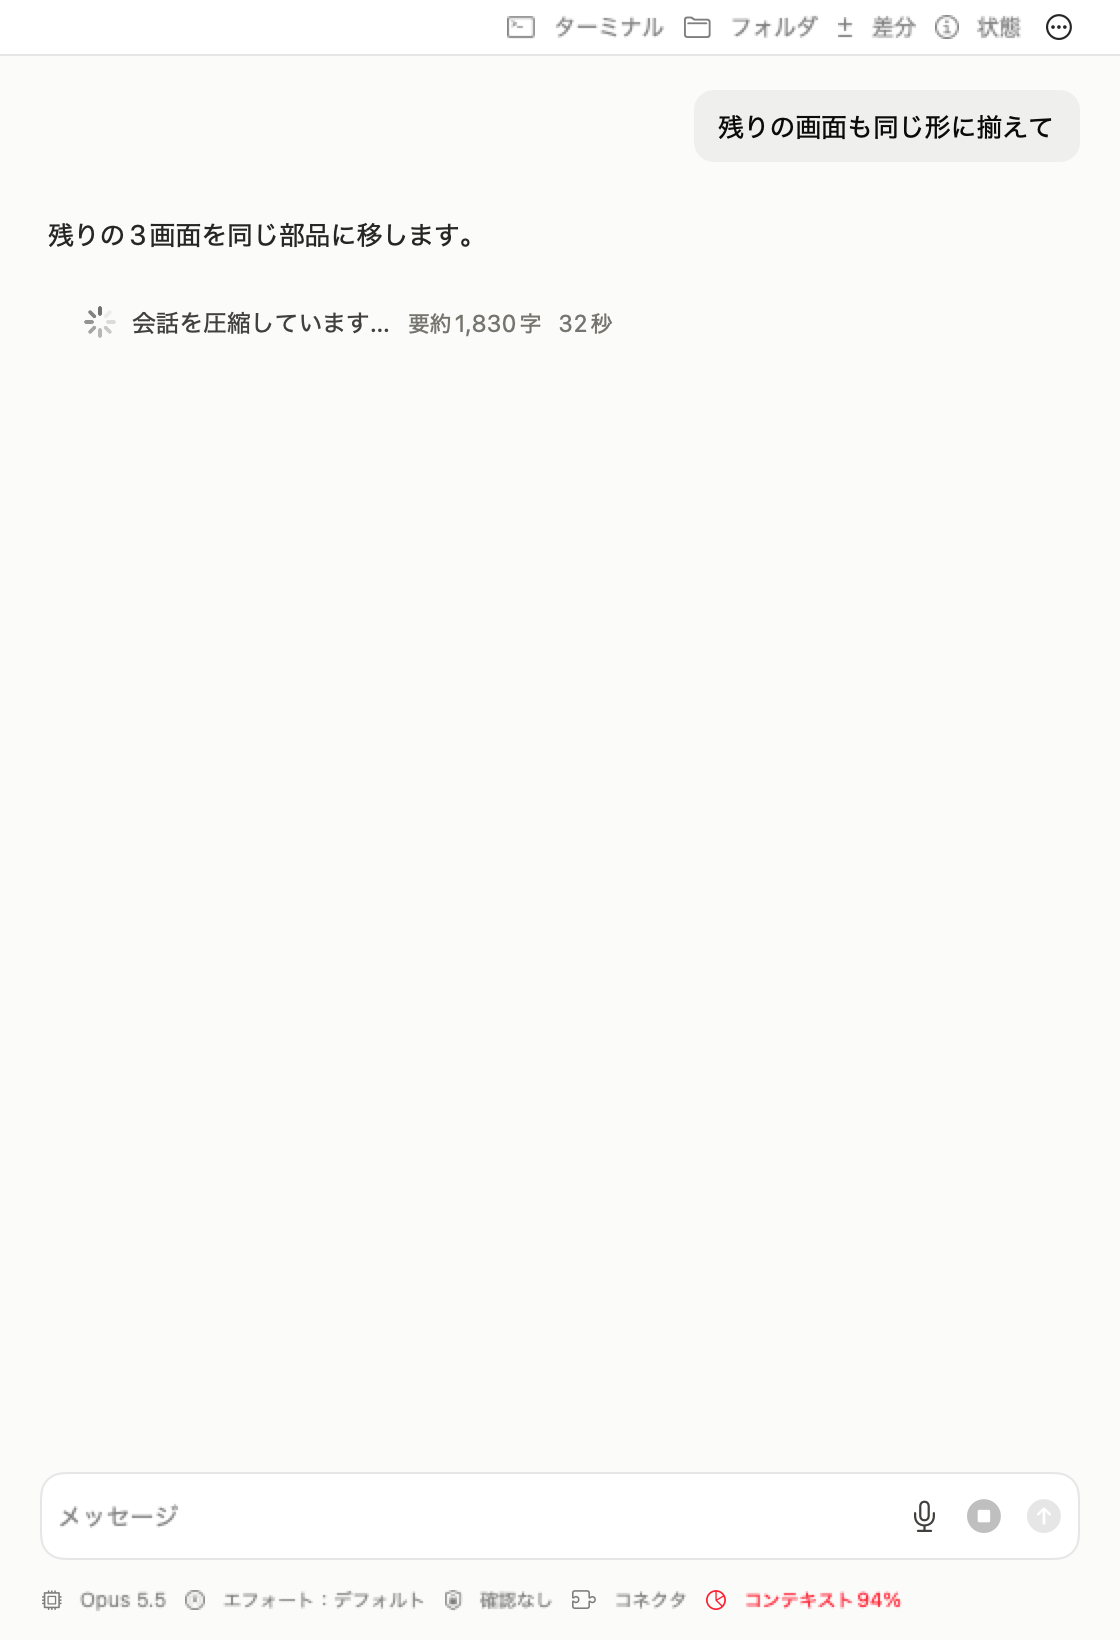 ターミナル フォルダ 差分 状態
残りの画面も同じ形に揃えて
残りの3画面を同じ部品に移します。
会話を圧縮しています... 要約1,830字 32秒
メッセージ
Opus 5.5 エフォート：デフォルト 確認なし コネクタ コンテキスト94%